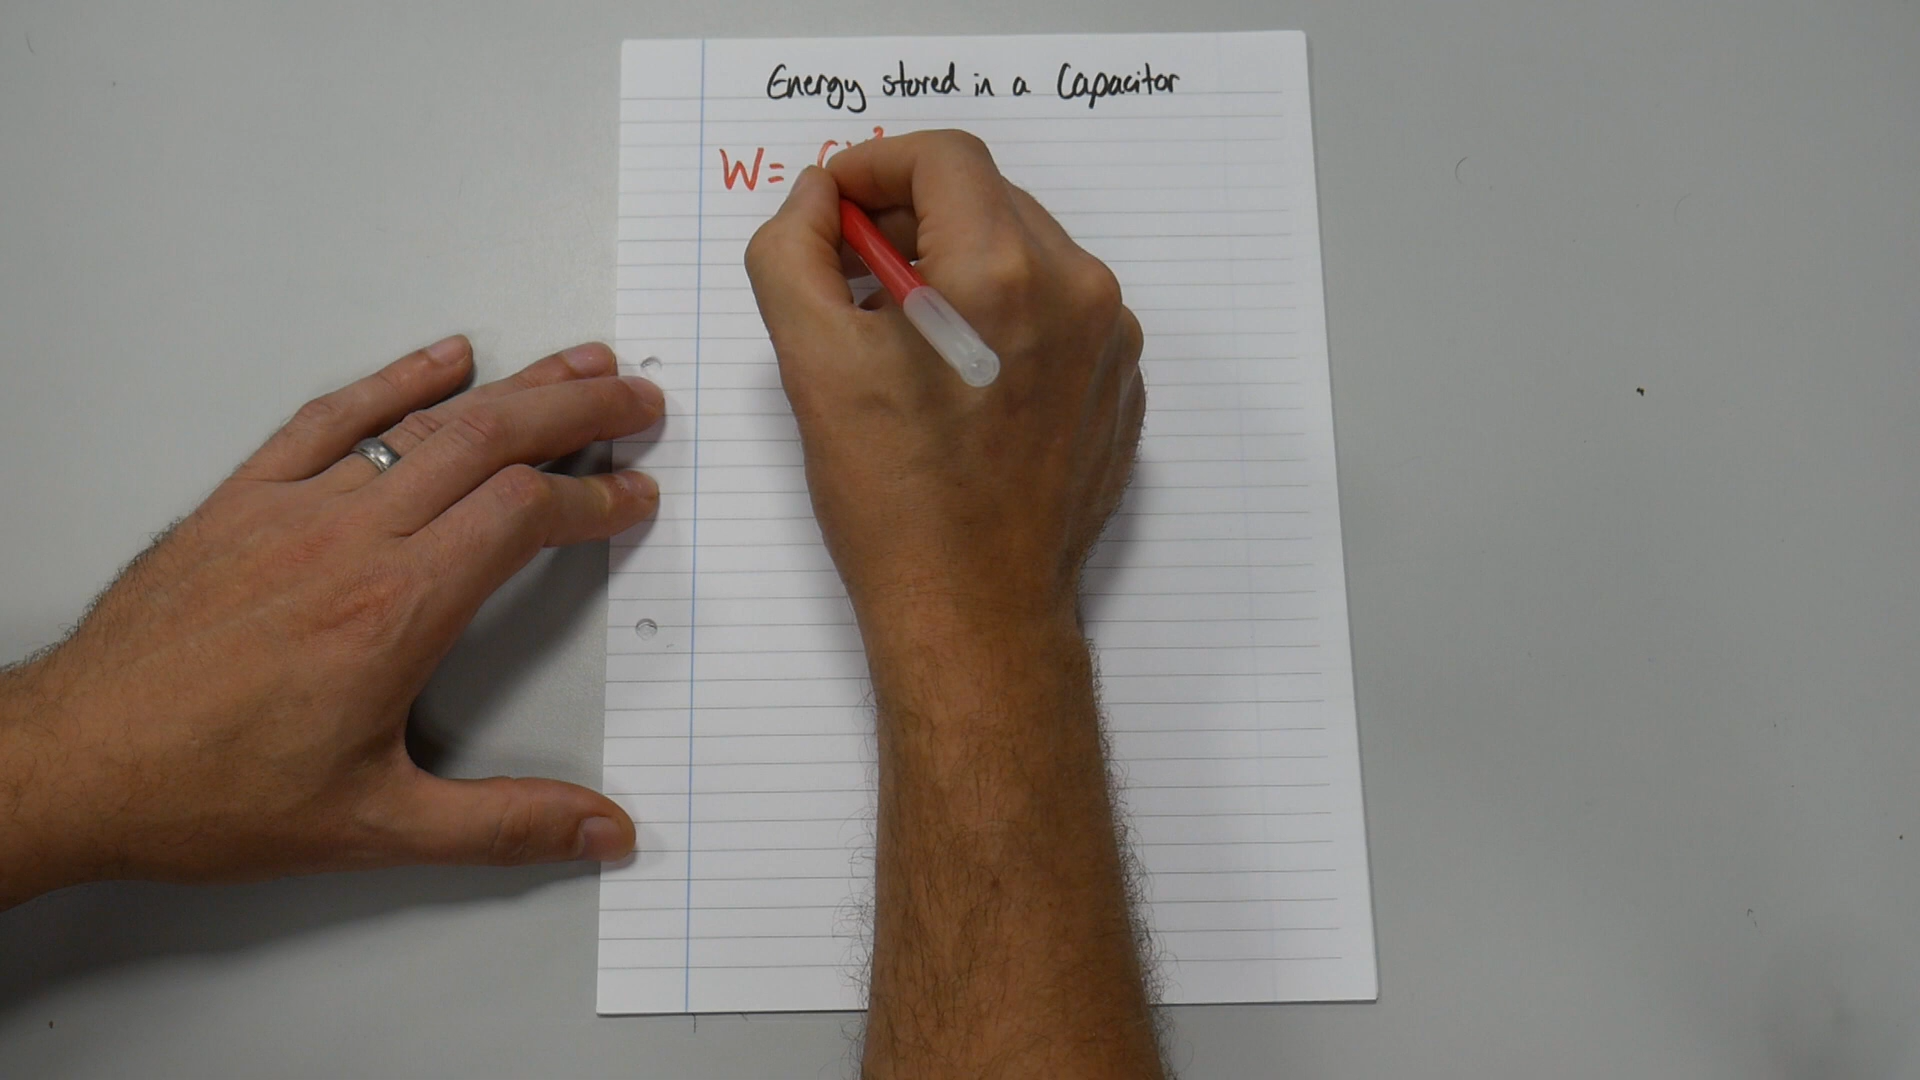 Energy stored in a Capacitor
W=